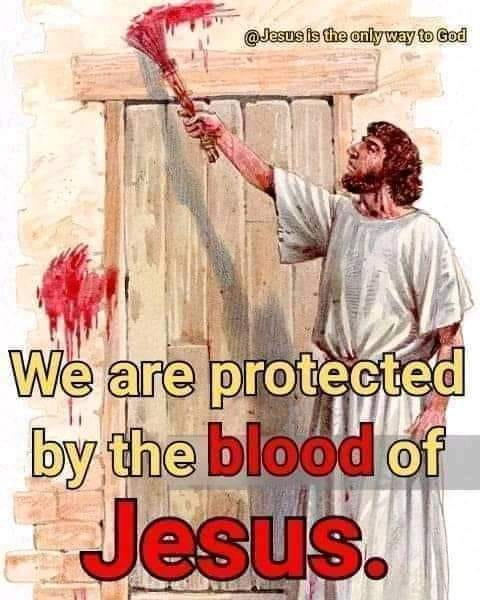 @Jesus is the only way to God
We are protected
by the blood of
Jesus.